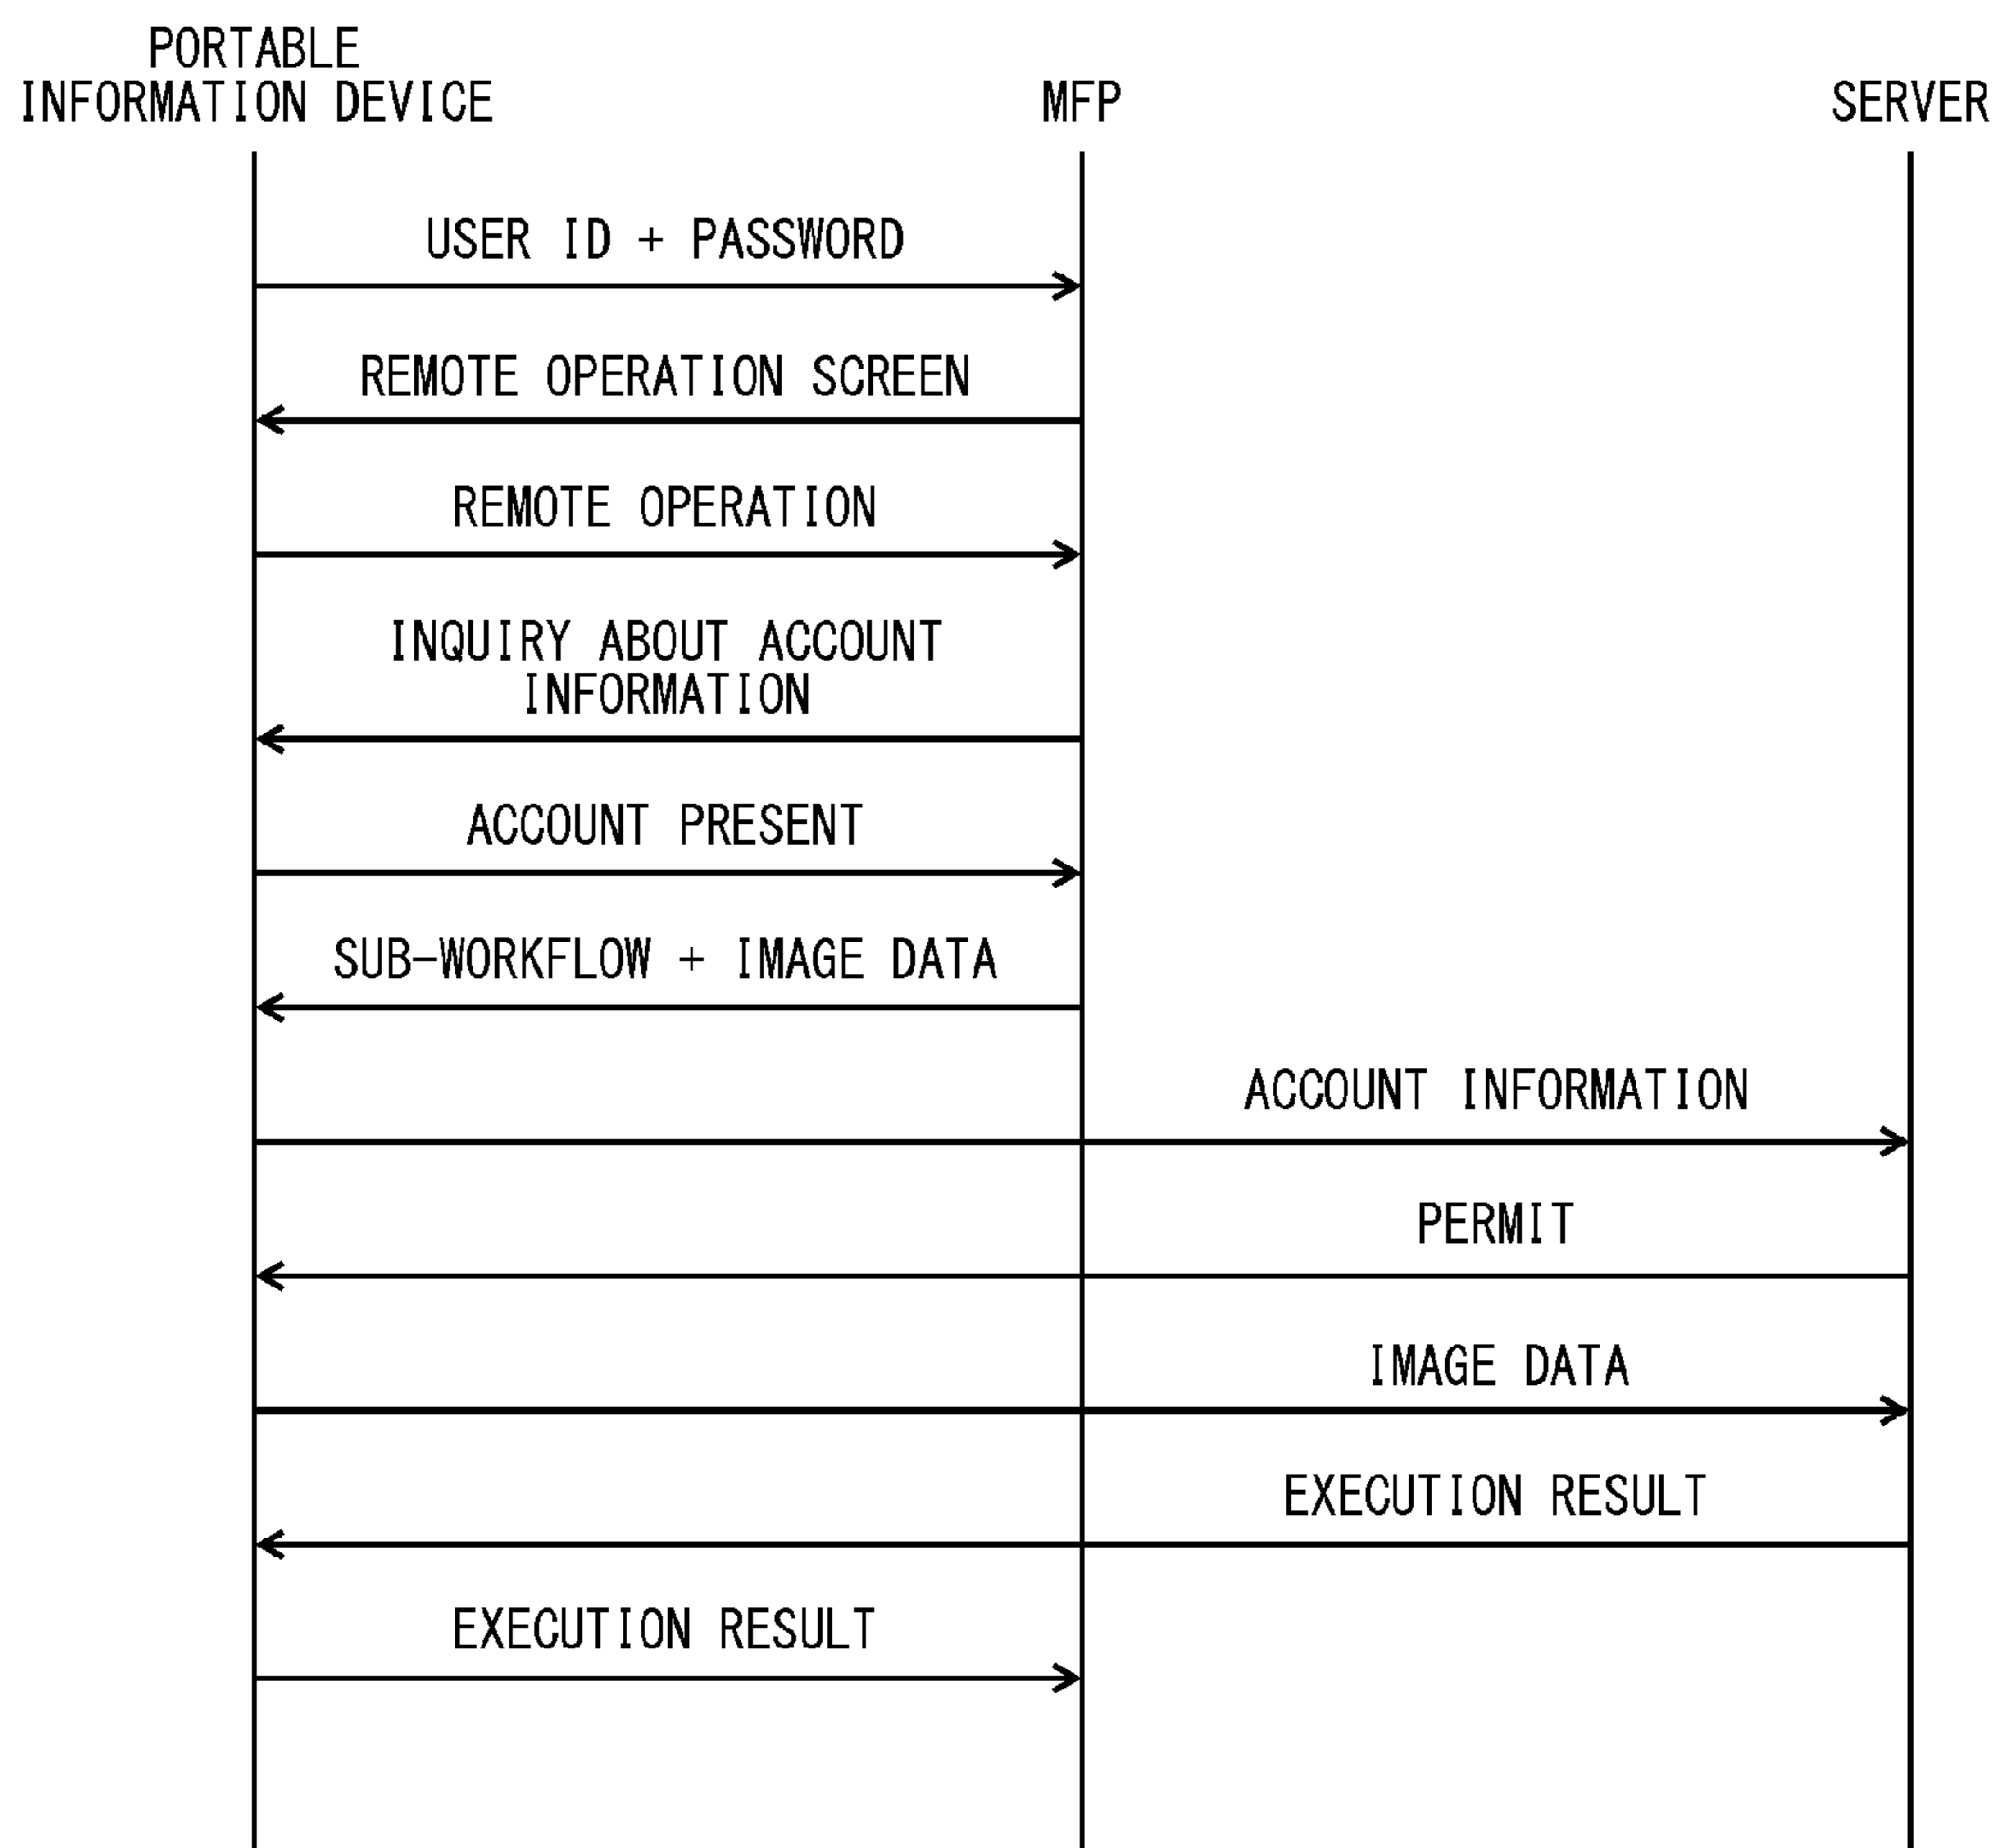 PORTABLE
INFORMATION DEVICE
MFP
SERVER
USER ID + PASSWORD
REMOTE OPERATION SCREEN
REMOTE OPERATION
INQUIRY ABOUT ACCOUNT
INFORMATION
ACCOUNT PRESENT
SUB-WORKFLOW + IMAGE DATA
ACCOUNT INFORMATION
PERMIT
IMAGE DATA
EXECUTION RESULT
EXECUTION RESULT